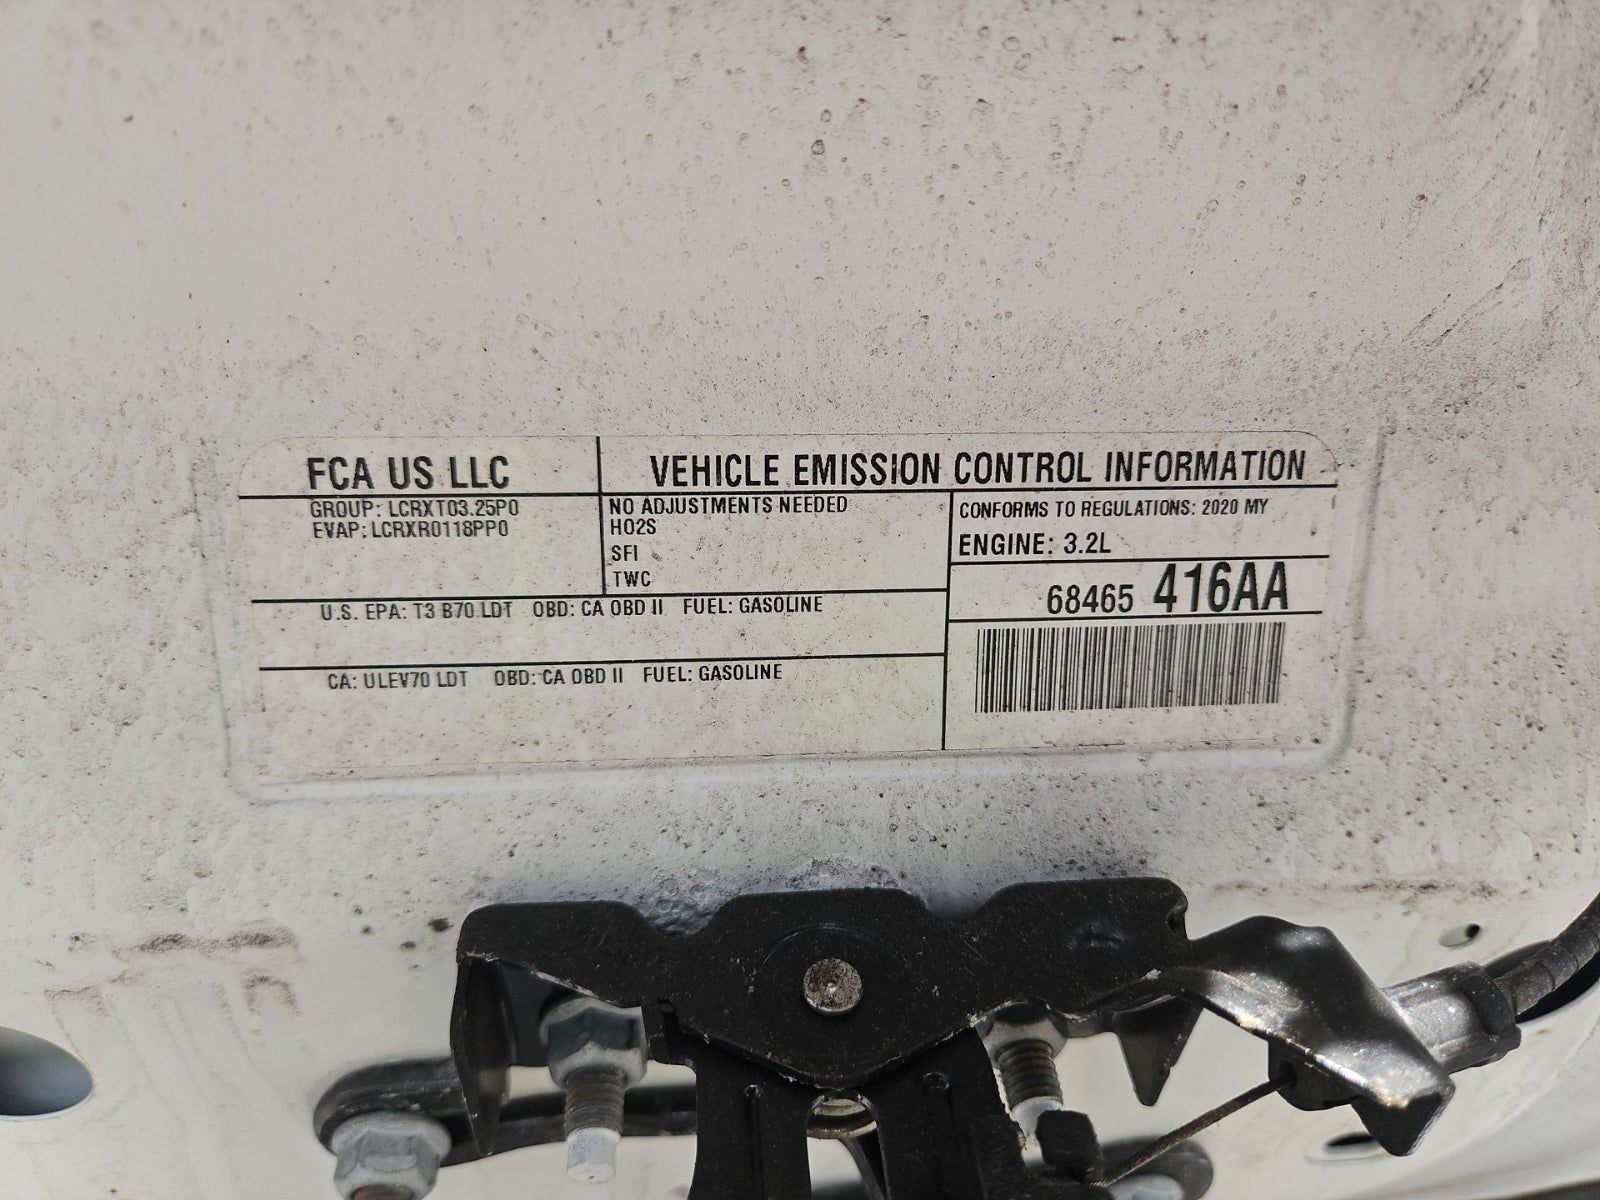 FCA US LLC
VEHICLE EMISSION CONTROL INFORMATION
GROUP: LCRXT03.25P0
EVAP: LCRXR0118PP0
NO ADJUSTMENTS NEEDED
HO2S
SFI
TWC
CONFORMS TO REGULATIONS: 2020 MY
ENGINE: 3.2L
68465 416AA
U.S. EPA: T3 B70 LDT OBD: CA OBD II FUEL: GASOLINE
CA: ULEV70 LDT OBD: CA OBD II FUEL: GASOLINE